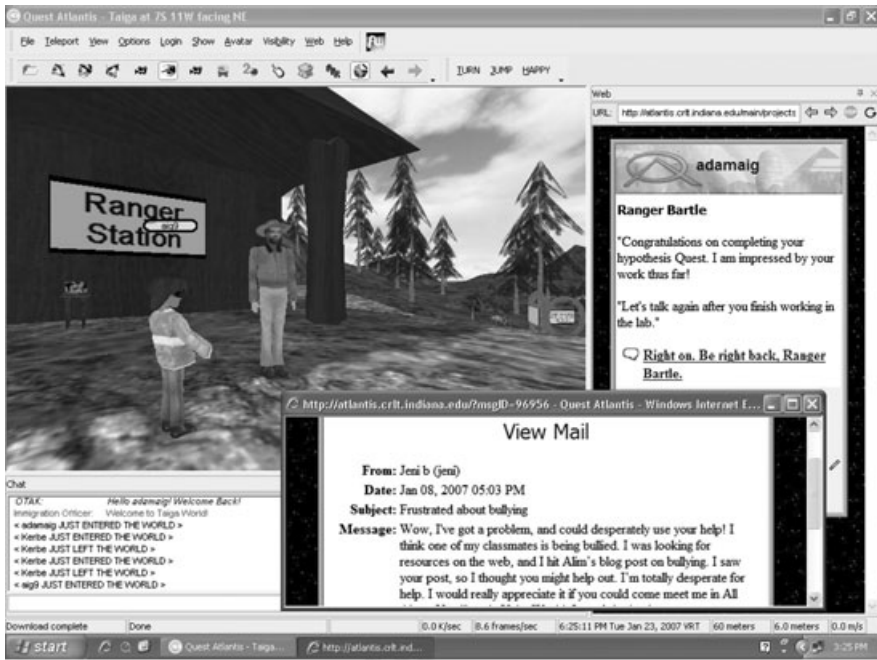 Quest Atlantis - Taiga at 7S 11W facing NE
File Teleport View Options Login Show Avatar Visibility Web Help
TURN JUMP HAPPY
Web
URL: http://atlantis.crlt.indiana.edu/main/projects
adamaig
Ranger Bartle
"Congratulations on completing your
hypothesis Quest. I am impressed by your
work thus far!
"Let's talk again after you finish working in
the lab."
Right on. Be right back, Ranger
Bartle.
Ranger
Station
aig9
http://atlantis.crlt.indiana.edu/?msgID=96956 - Quest Atlantis - Windows Internet E...
View Mail
From: Jeni b (jeni)
Date: Jan 08, 2007 05:03 PM
Subject: Frustrated about bullying
Message: Wow, I've got a problem, and could desperately use your help! I
think one of my classmates is being bullied. I was looking for
resources on the web, and I hit Alim's blog post on bullying. I saw
your post, so I thought you might help out. I'm totally desperate for
help. I would really appreciate it if you could come meet me in All
Chat
OTAK: Hello adamaig! Welcome Back!
Immigration Officer: Welcome to Taiga World!
< adamaig JUST ENTERED THE WORLD >
< Kerbe JUST ENTERED THE WORLD >
< Kerbe JUST LEFT THE WORLD >
< Kerbe JUST ENTERED THE WORLD >
< Kerbe JUST LEFT THE WORLD >
< aig9 JUST ENTERED THE WORLD >
Download complete Done 0.0 K/sec 8.6 frames/sec 6:25:11 PM Tue Jan 23, 2007 VRT 60 meters 6.0 meters 0.0 m/s
start Quest Atlantis - Taiga... http://atlantis.crlt.ind... 3:25 PM